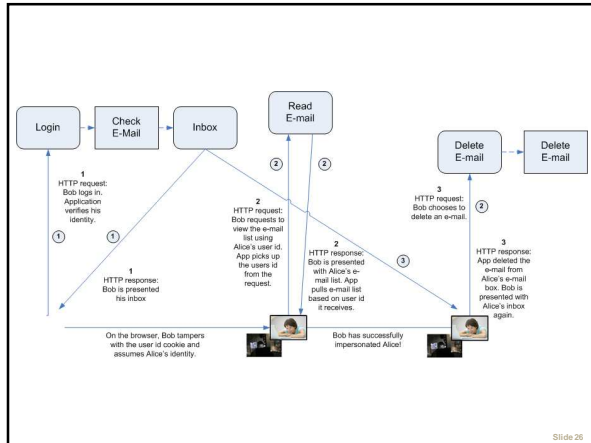 Login
Check
E-Mail
Inbox
Read
E-mail
Delete
E-mail
Delete
E-mail
1
HTTP request:
Bob logs in.
Application
verifies his
identity.
1
1
1
HTTP response:
Bob is presented
his inbox
2
HTTP request:
Bob requests to
view the e-mail
list using
Alice's user id.
App picks up
the users id
from the
request.
2
2
2
HTTP response:
Bob is presented
with Alice's e-
mail list. App
pulls e-mail list
based on user id
it receives.
3
3
HTTP request:
Bob chooses to
delete an e-mail.
2
3
HTTP response:
App deleted the
e-mail from
Alice's e-mail
box. Bob is
presented with
Alice's inbox
again.
On the browser, Bob tampers
with the user id cookie and
assumes Alice's identity.
Bob has successfully
impersonated Alice!
Slide 26